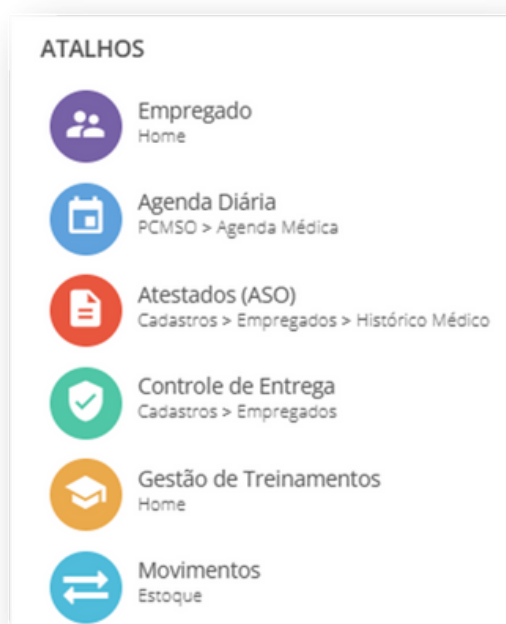 ATALHOS
Empregado
Home
Agenda Diária
PCMSO > Agenda Médica
Atestados (ASO)
Cadastros > Empregados > Histórico Médico
Controle de Entrega
Cadastros > Empregados
Gestão de Treinamentos
Home
Movimentos
Estoque